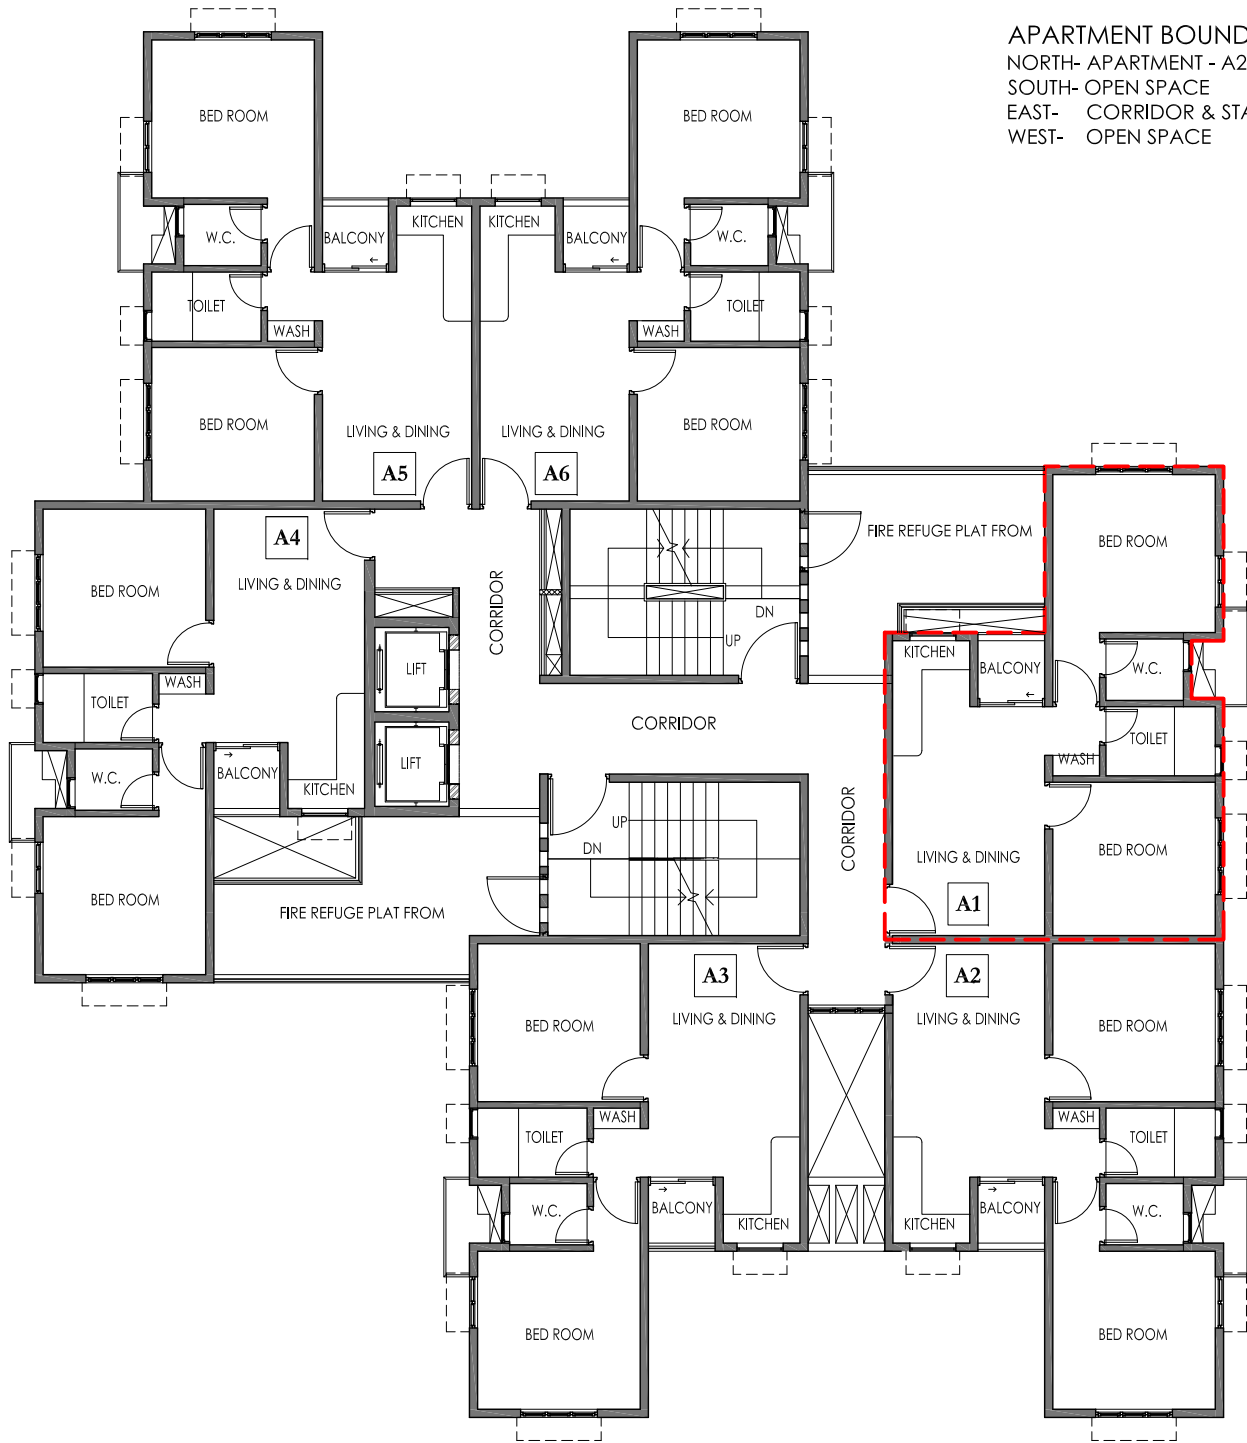 APARTMENT BOUND
NORTH- APARTMENT - A2
SOUTH- OPEN SPACE
EAST- CORRIDOR & STA
WEST- OPEN SPACE
BED ROOM
BED ROOM
W.C.
BALCONY
KITCHEN
KITCHEN
BALCONY
W.C.
TOILET
WASH
WASH
TOILET
BED ROOM
LIVING & DINING
LIVING & DINING
BED ROOM
A5
A6
A4
LIVING & DINING
BED ROOM
CORRIDOR
FIRE REFUGE PLAT FROM
BED ROOM
DN
UP
KITCHEN
BALCONY
W.C.
LIFT
WASH
TOILET
CORRIDOR
TOILET
WASH
LIFT
W.C.
BALCONY
KITCHEN
UP
DN
CORRIDOR
LIVING & DINING
BED ROOM
BED ROOM
FIRE REFUGE PLAT FROM
A1
A3
A2
BED ROOM
LIVING & DINING
LIVING & DINING
BED ROOM
WASH
WASH
TOILET
TOILET
W.C.
BALCONY
KITCHEN
KITCHEN
BALCONY
W.C.
BED ROOM
BED ROOM